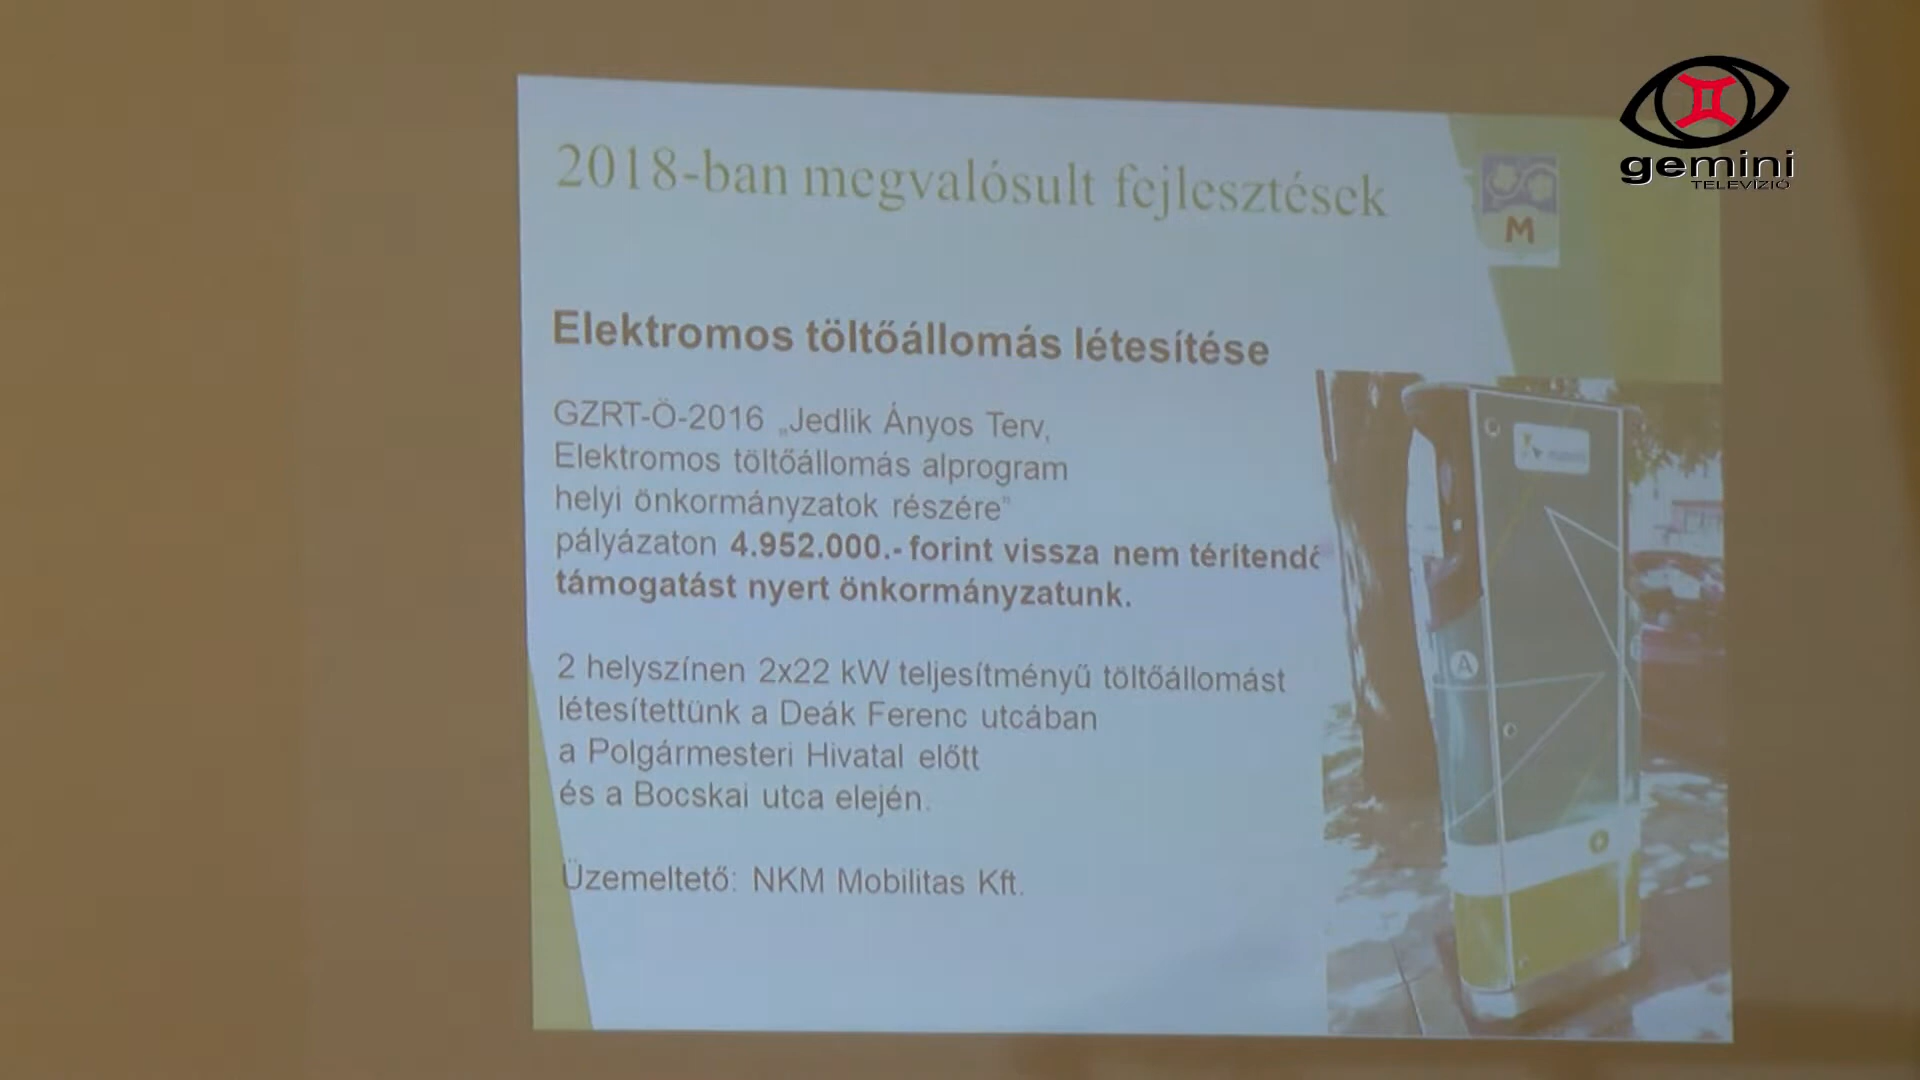 gemini
TELEVÍZIÓ
2018-ban megvalósult fejlesztések
M
Elektromos töltőállomás létesítése
GZRT-Ö-2016 „Jedlik Ányos Terv,
Elektromos töltőállomás alprogram
helyi önkormányzatok részére”
pályázaton 4.952.000.- forint vissza nem térítendő
támogatást nyert önkormányzatunk.
2 helyszínen 2x22 kW teljesítményű töltőállomást
létesítettünk a Deák Ferenc utcában
a Polgármesteri Hivatal előtt
és a Bocskai utca elején.
Üzemeltető: NKM Mobilitas Kft.
A